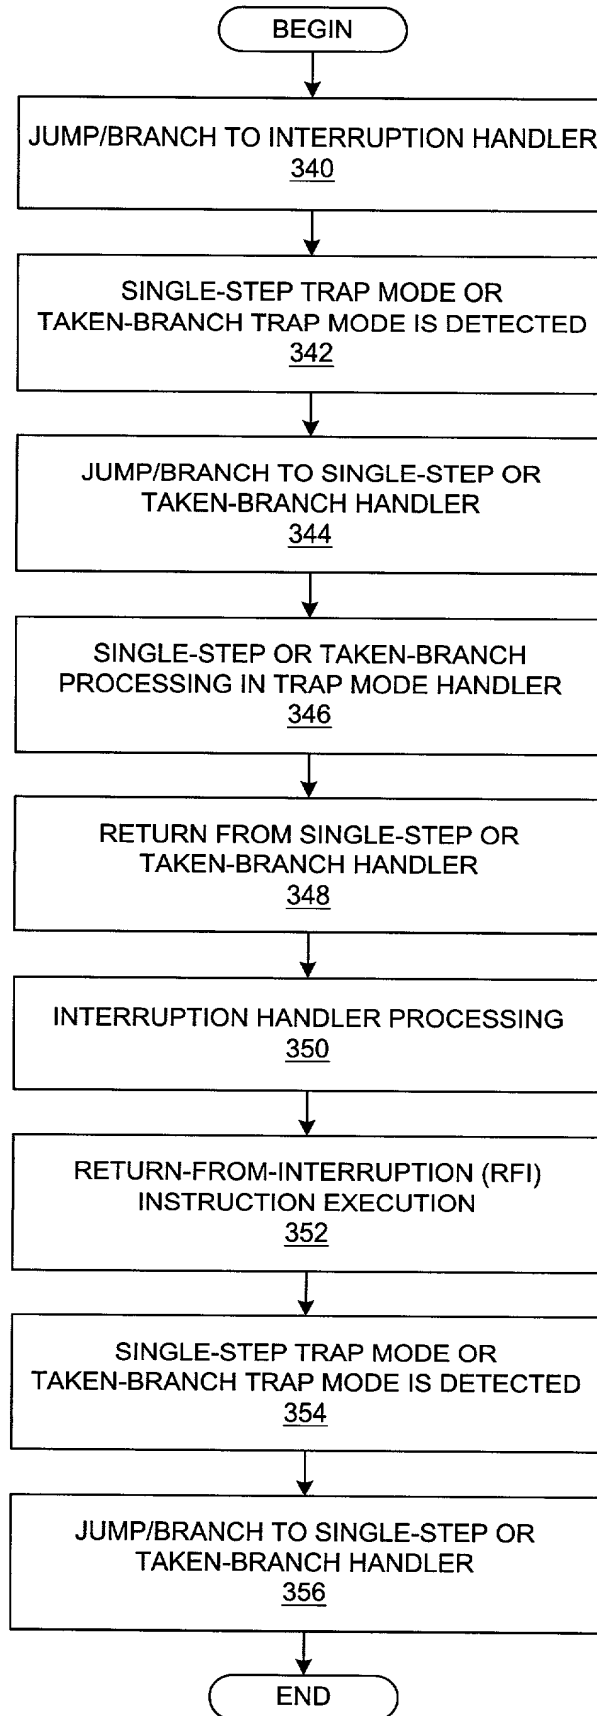 BEGIN
JUMP/BRANCH TO INTERRUPTION HANDLER
340
SINGLE-STEP TRAP MODE OR
TAKEN-BRANCH TRAP MODE IS DETECTED
342
JUMP/BRANCH TO SINGLE-STEP OR
TAKEN-BRANCH HANDLER
344
SINGLE-STEP OR TAKEN-BRANCH
PROCESSING IN TRAP MODE HANDLER
346
RETURN FROM SINGLE-STEP OR
TAKEN-BRANCH HANDLER
348
INTERRUPTION HANDLER PROCESSING
350
RETURN-FROM-INTERRUPTION (RFI)
INSTRUCTION EXECUTION
352
SINGLE-STEP TRAP MODE OR
TAKEN-BRANCH TRAP MODE IS DETECTED
354
JUMP/BRANCH TO SINGLE-STEP OR
TAKEN-BRANCH HANDLER
356
END